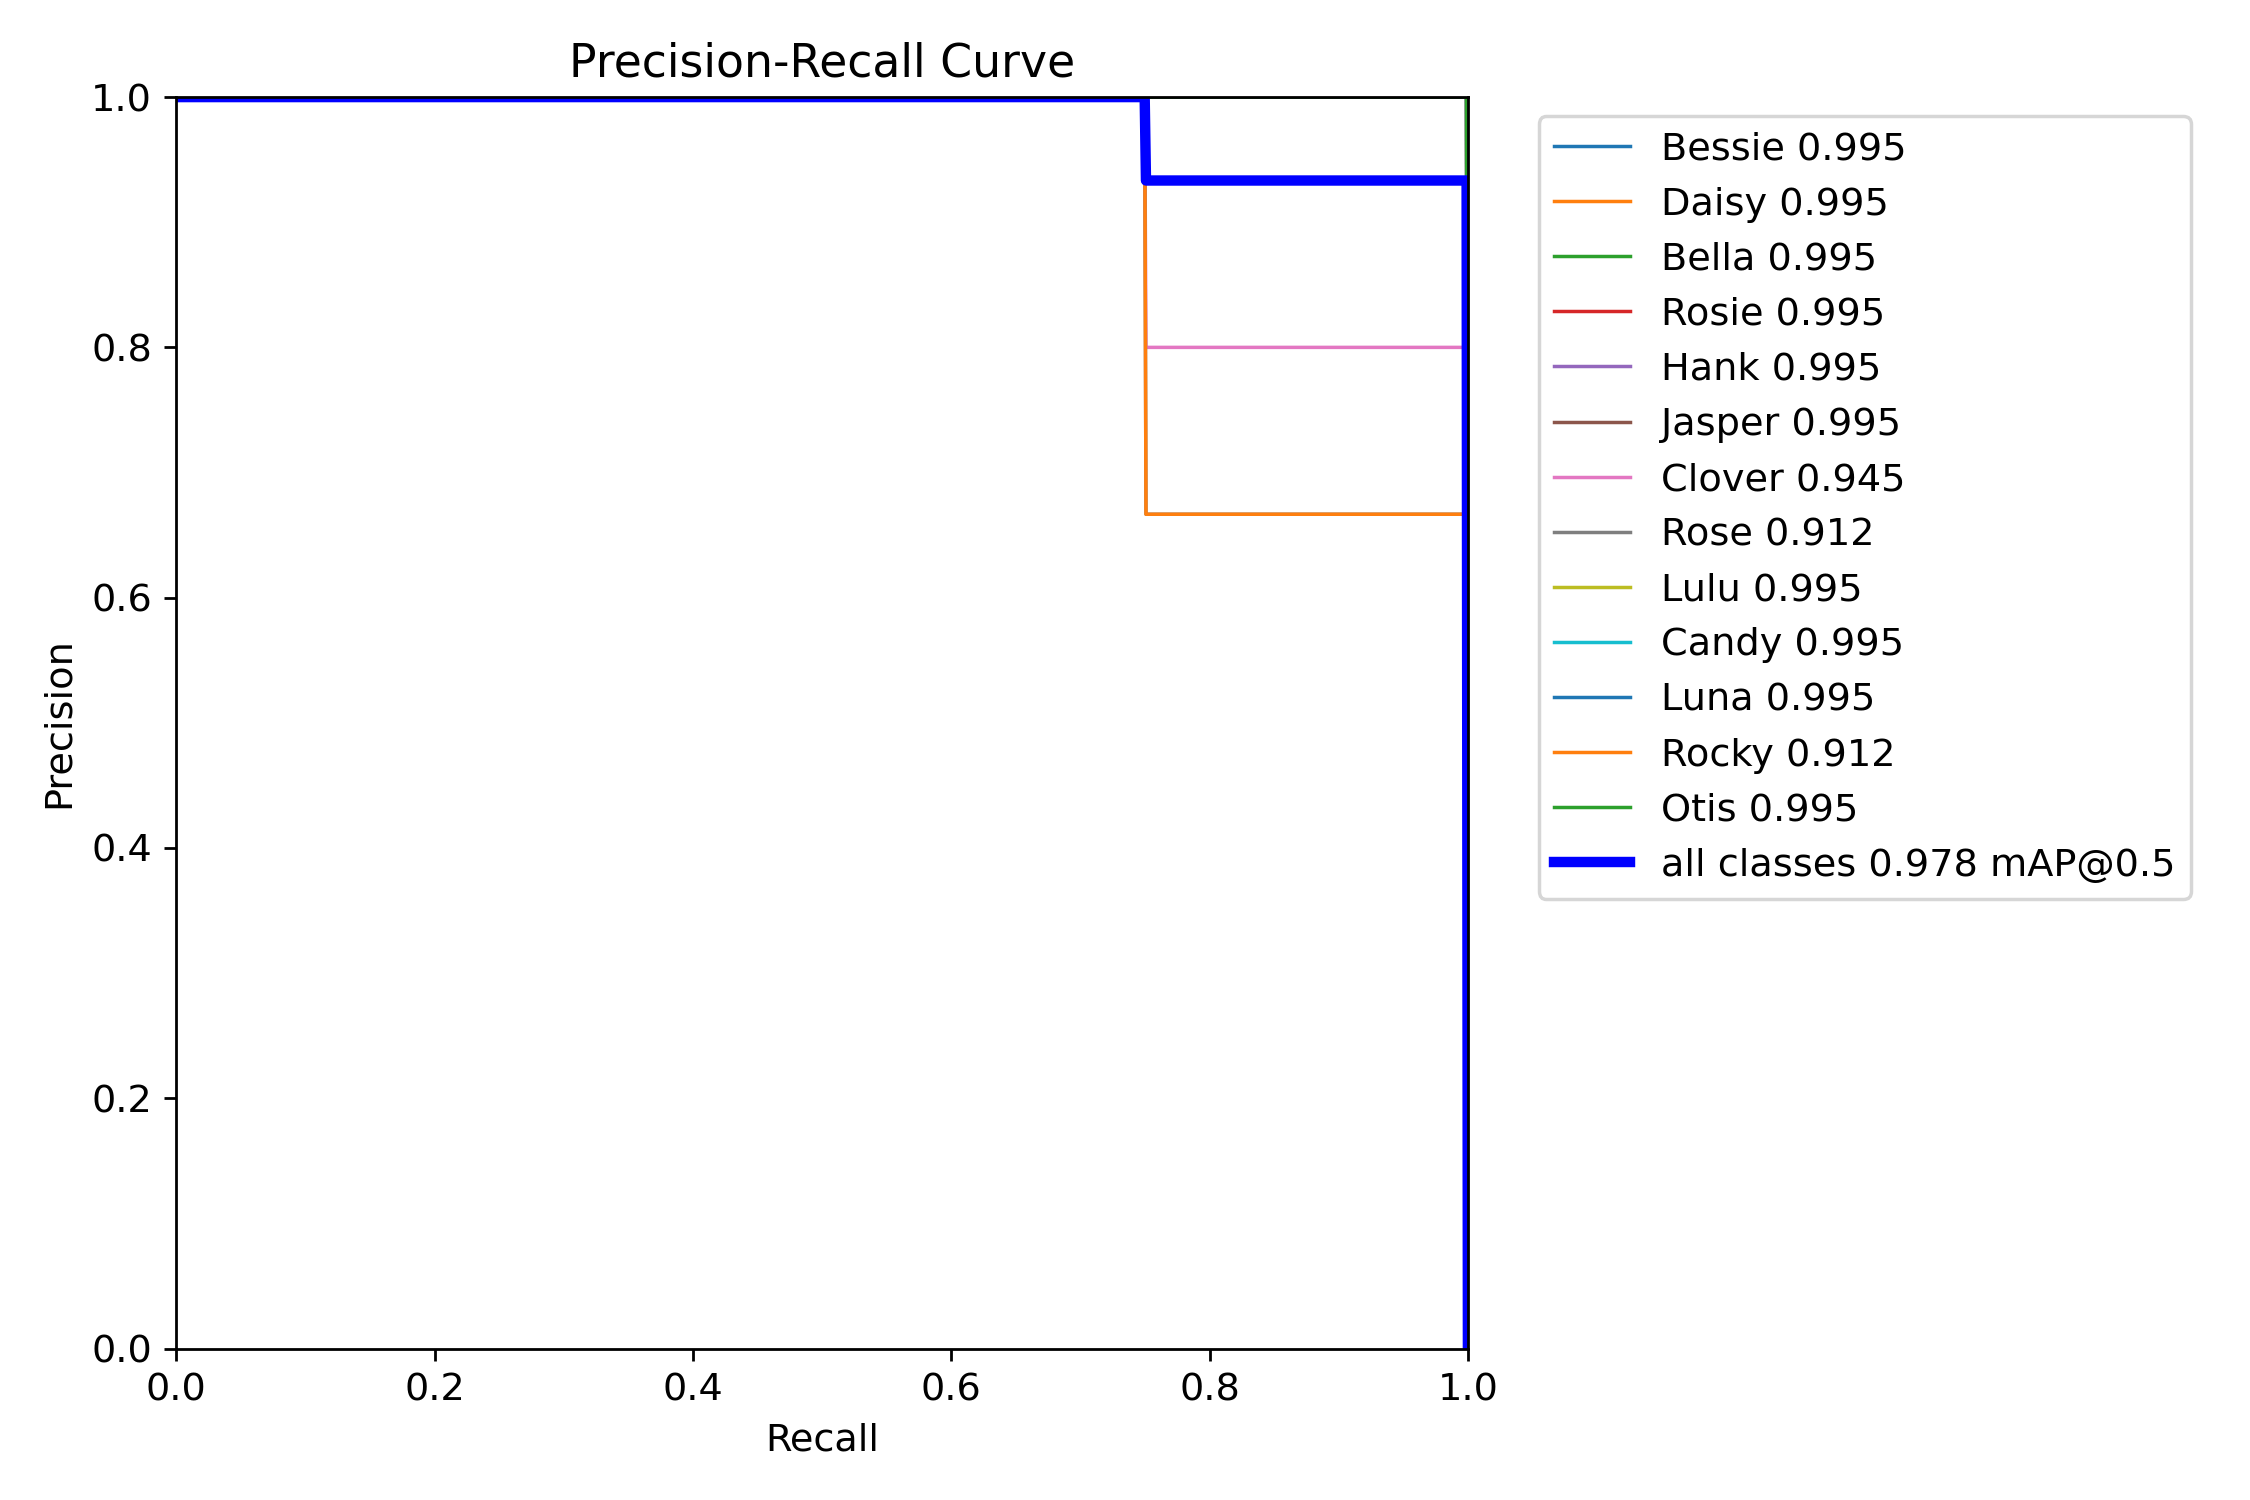 Precision-Recall Curve
1.0
0.8
0.6
0.4
0.2
0.0
Precision
0.0 0.2 0.4 0.6 0.8 1.0
Recall
Bessie 0.995
Daisy 0.995
Bella 0.995
Rosie 0.995
Hank 0.995
Jasper 0.995
Clover 0.945
Rose 0.912
Lulu 0.995
Candy 0.995
Luna 0.995
Rocky 0.912
Otis 0.995
all classes 0.978 mAP@0.5